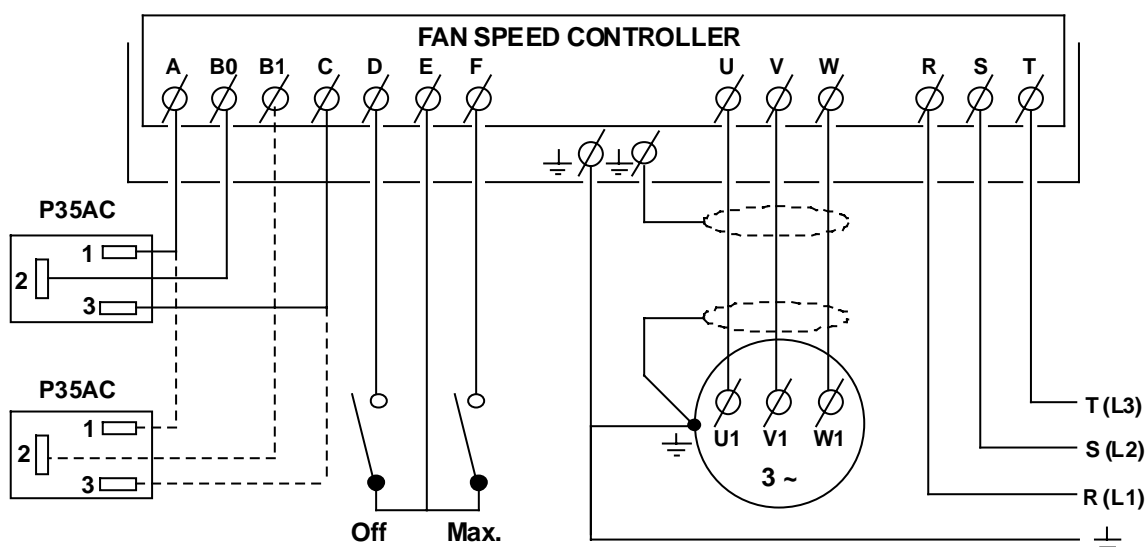 FAN SPEED CONTROLLER
A B0 B1 C D E F U V W R S T
P35AC
1
2
3
P35AC
1
2
3
U1 V1 W1
3 ~
T (L3)
S (L2)
R (L1)
Off Max.